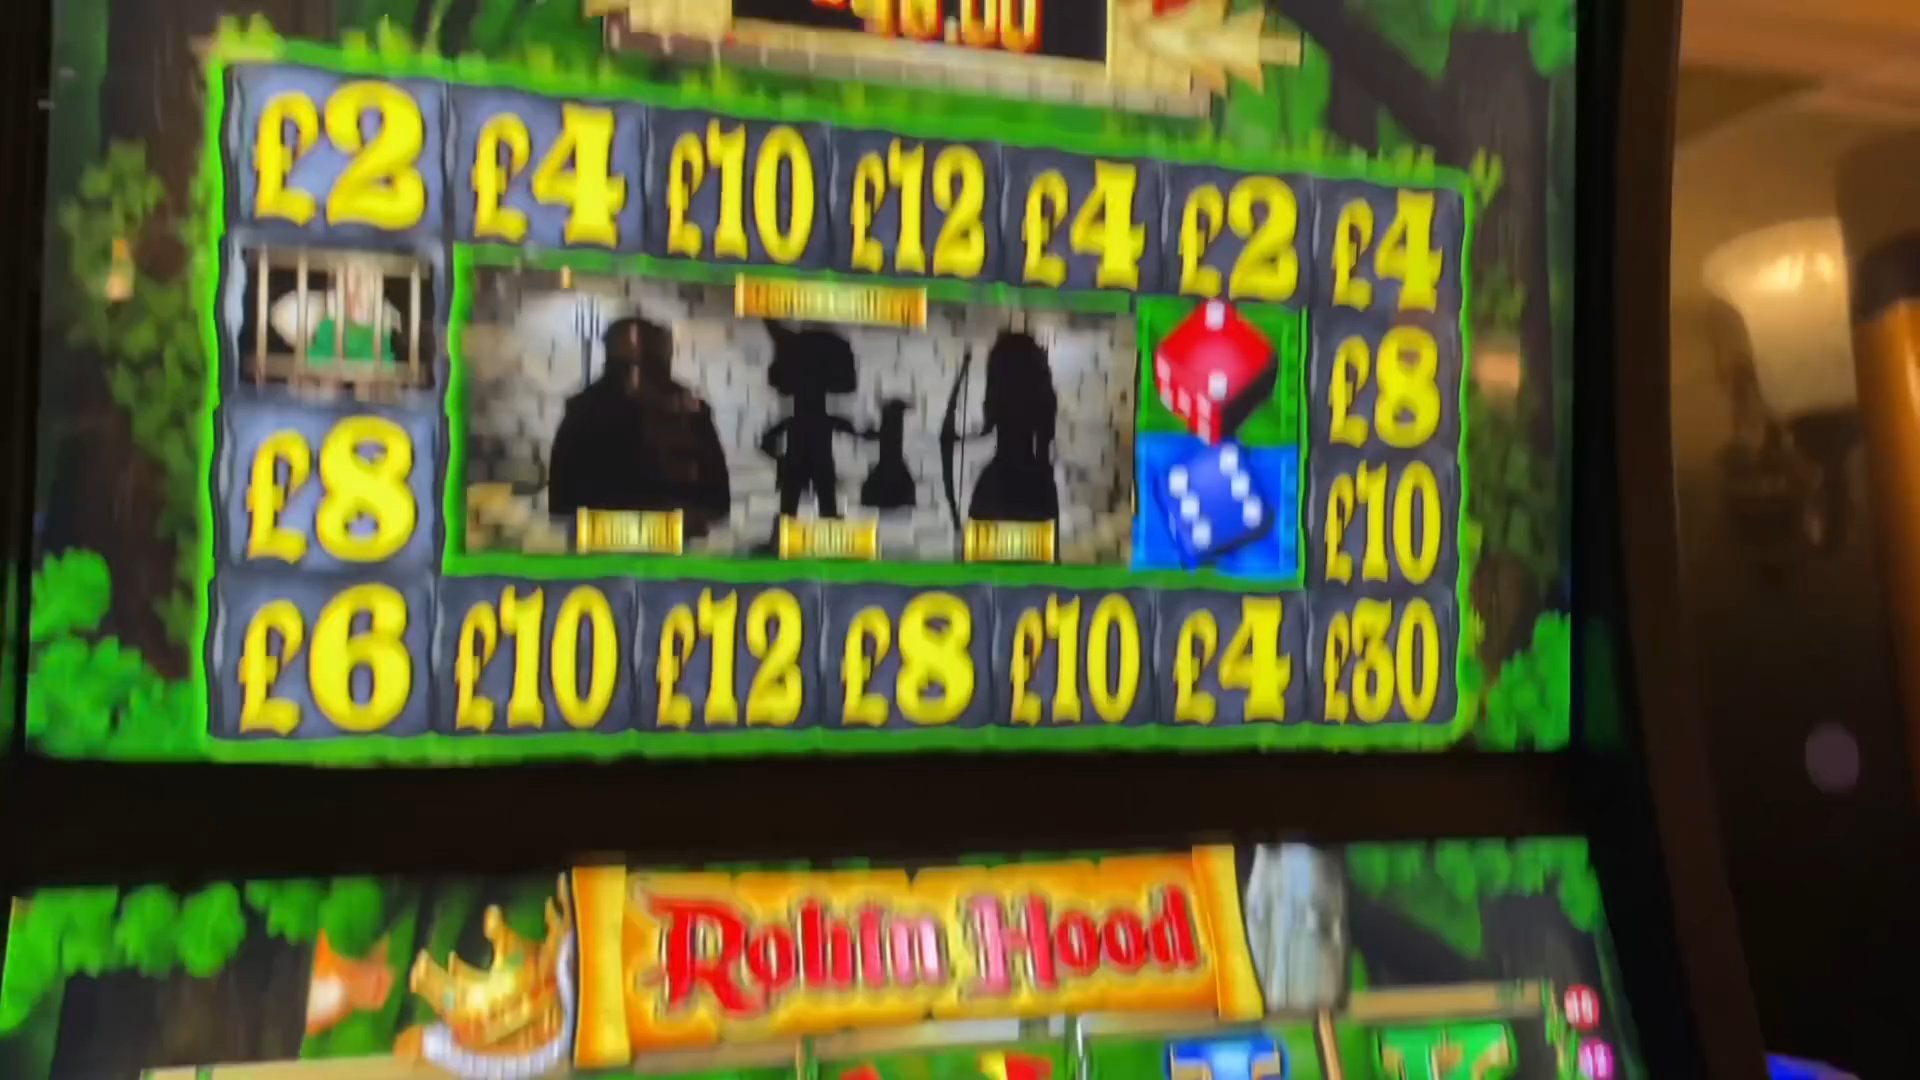 £2 £4 £10 £12 £4 £2 £4
£8
£8
£10
£6 £10 £12 £8 £10 £4 £30
Robin Hood